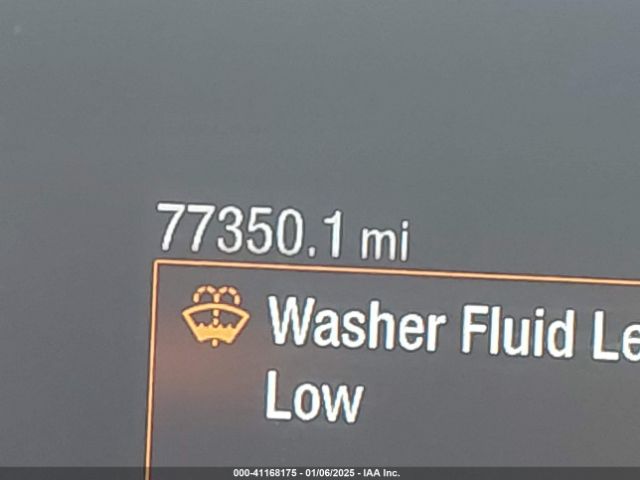 77350.1 mi
Washer Fluid Le
Low
000-41168175 - 01/06/2025 - IAA Inc.